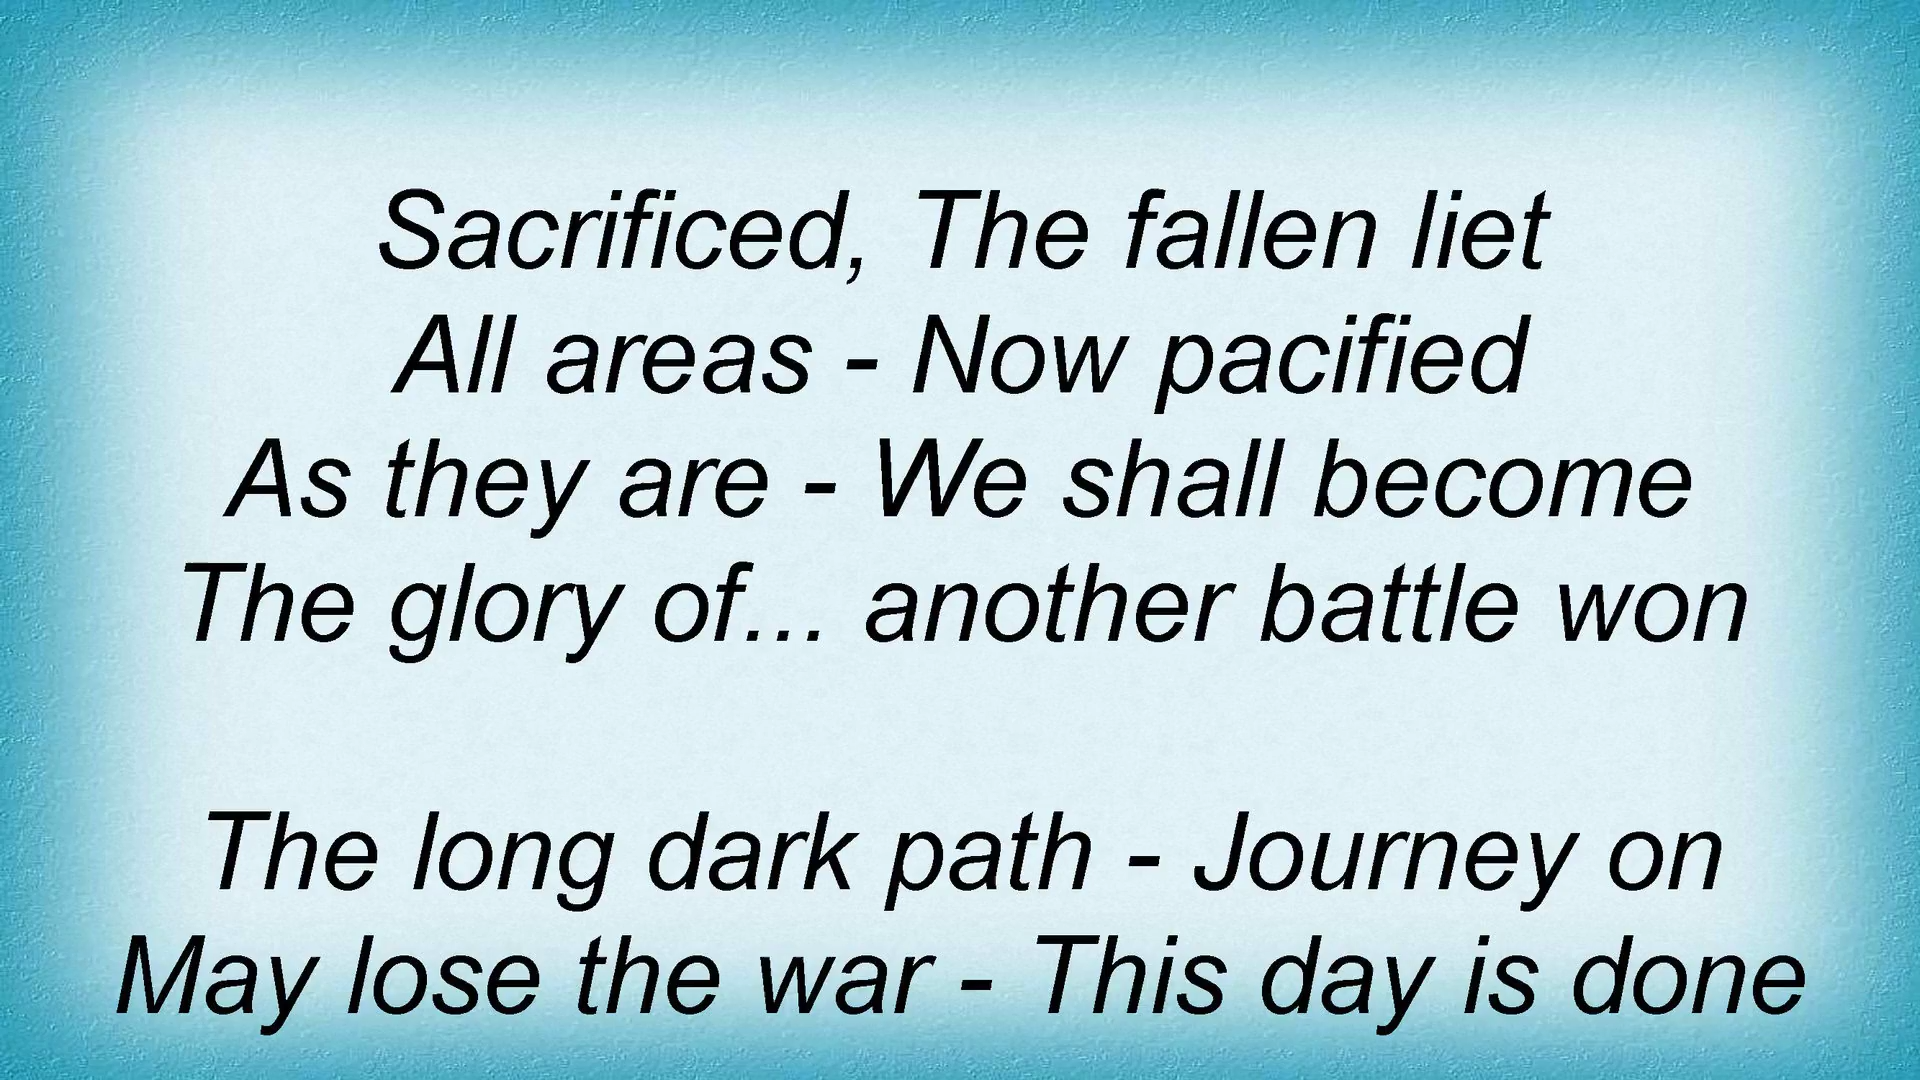 Sacrificed, The fallen liet
All areas - Now pacified
As they are - We shall become
The glory of... another battle won
The long dark path - Journey on
May lose the war - This day is done